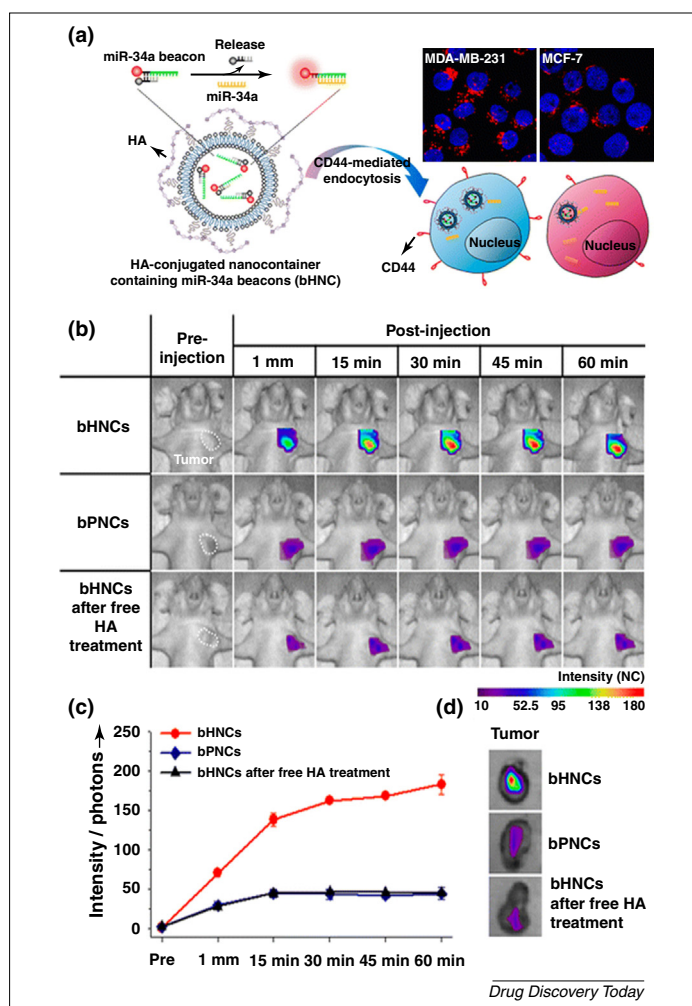 (a)
miR-34a beacon
Release
miR-34a
HA
CD44-mediated
endocytosis
MDA-MB-231
MCF-7
Nucleus
Nucleus
CD44
HA-conjugated nanocontainer
containing miR-34a beacons (bHNC)
(b)
Pre-
injection
Post-injection
1 mm
15 min
30 min
45 min
60 min
bHNCs
Tumor
bPNCs
bHNCs
after free
HA
treatment
Intensity (NC)
10 52.5 95 138 180
(c)
Intensity / photons
250
200
150
100
50
0
bHNCs
bPNCs
bHNCs after free HA treatment
Pre 1 mm 15 min 30 min 45 min 60 min
(d)
Tumor
bHNCs
bPNCs
bHNCs
after free HA
treatment
Drug Discovery Today